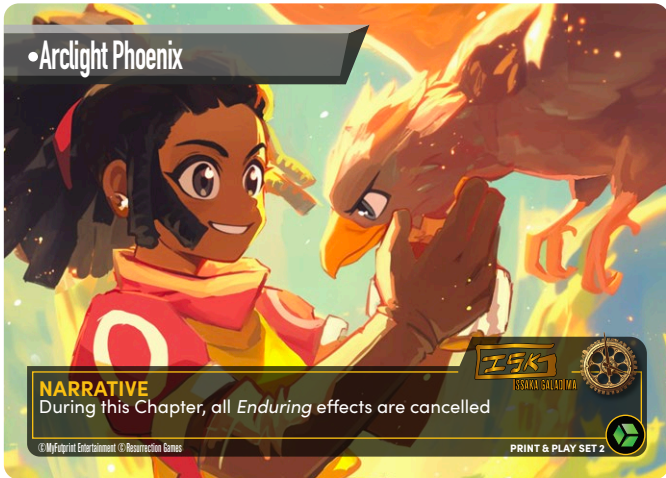 •Arclight Phoenix
ISK
ISSAKA GALADIMA
NARRATIVE
During this Chapter, all Enduring effects are cancelled
©MyFutprint Entertainment ©Resurrection Games
PRINT & PLAY SET 2